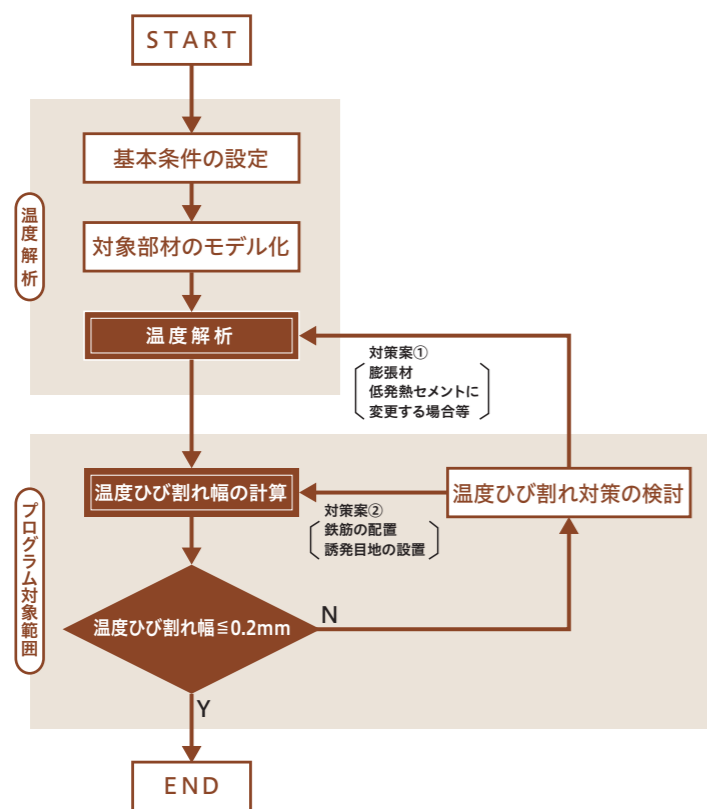 START
基本条件の設定
対象部材のモデル化
温度解析
温度解析
対策案①
膨張材
低発熱セメントに
変更する場合等
温度ひび割れ幅の計算
温度ひび割れ対策の検討
対策案②
鉄筋の配置
誘発目地の設置
プログラム対象範囲
温度ひび割れ幅≦0.2mm
N
Y
END